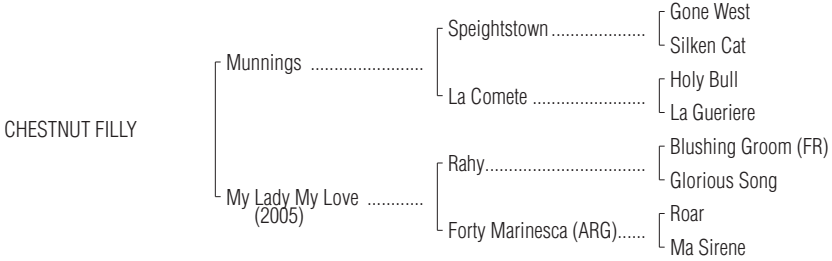 Gone West
Speightstown ....................
Silken Cat
Munnings ........................
Holy Bull
La Comete ........................
La Gueriere
CHESTNUT FILLY
Blushing Groom (FR)
Rahy..................................
Glorious Song
My Lady My Love ............
(2005)
Roar
Forty Marinesca (ARG)......
Ma Sirene